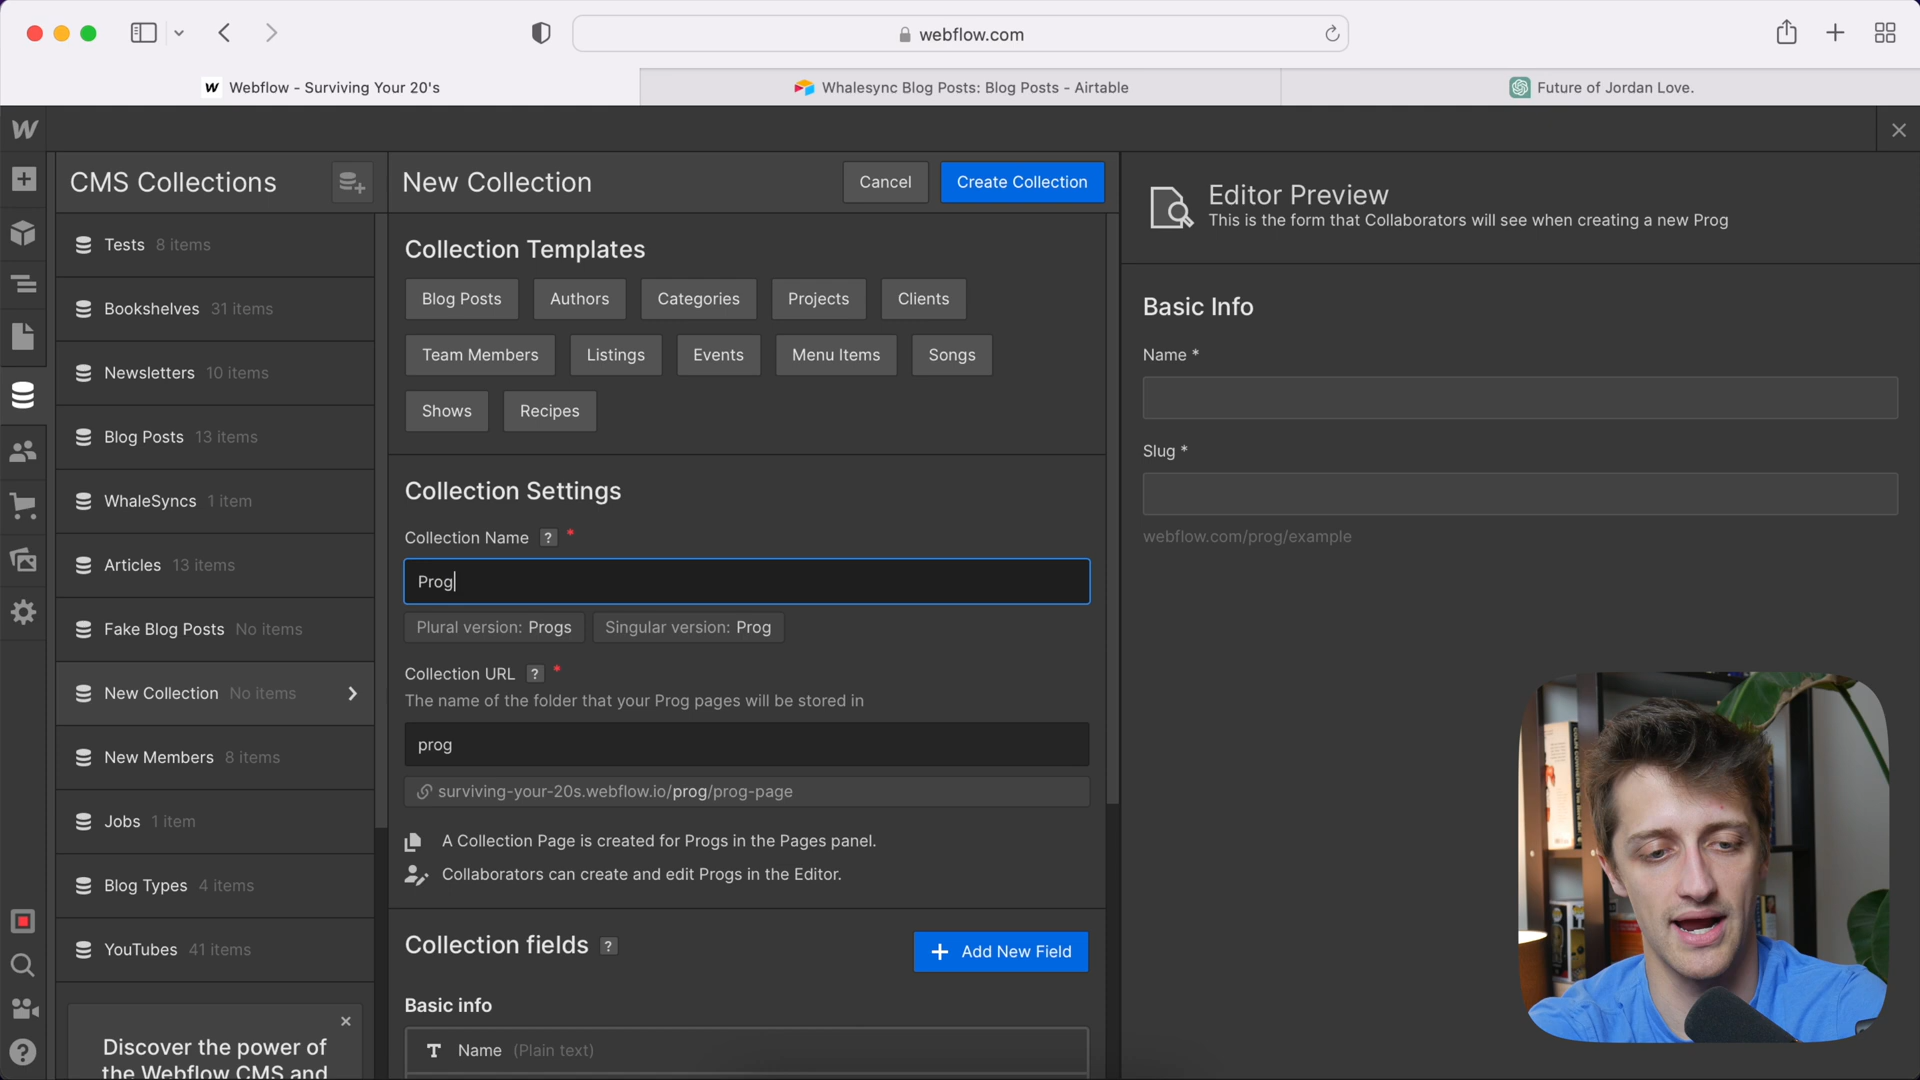 webflow.com
W Webflow - Surviving Your 20's
Whalesync Blog Posts: Blog Posts - Airtable
Future of Jordan Love.
CMS Collections
New Collection
Cancel
Create Collection
Editor Preview
This is the form that Collaborators will see when creating a new Prog
Tests 8 items
Bookshelves 31 items
Newsletters 10 items
Blog Posts 13 items
WhaleSyncs 1 item
Articles 13 items
Fake Blog Posts No items
New Collection No items
New Members 8 items
Jobs 1 item
Blog Types 4 items
YouTubes 41 items
Discover the power of
the Webflow CMS and
Collection Templates
Blog Posts Authors Categories Projects Clients
Team Members Listings Events Menu Items Songs
Shows Recipes
Collection Settings
Collection Name ? *
Prog
Plural version: Progs Singular version: Prog
Collection URL ? *
The name of the folder that your Prog pages will be stored in
prog
surviving-your-20s.webflow.io/prog/prog-page
A Collection Page is created for Progs in the Pages panel.
Collaborators can create and edit Progs in the Editor.
Collection fields ?
+ Add New Field
Basic info
T Name (Plain text)
Basic Info
Name *
Slug *
webflow.com/prog/example